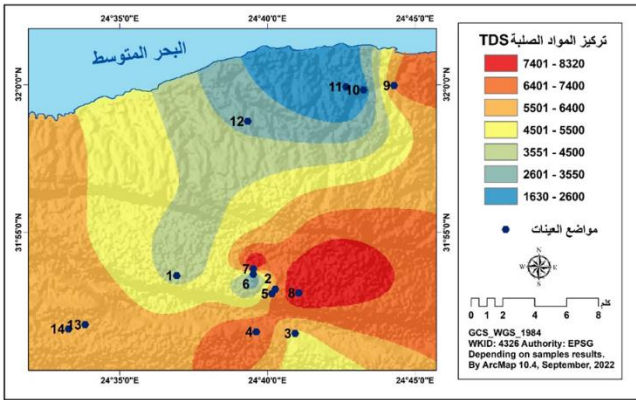 24°35'0"E 24°40'0"E 24°45'0"E
البحر المتوسط
32°0'0"N
32°0'0"N
31°55'0"N
31°55'0"N
11 10 9
12
1
7
6
2
5
8
4
3
14 13
24°35'0"E 24°40'0"E 24°45'0"E
تركيز المواد الصلبة TDS
7401 - 8320
6401 - 7400
5501 - 6400
4501 - 5500
3551 - 4500
2601 - 3550
1630 - 2600
مواضع العينات
N
W E
S
كلم
0 1 2 4 6 8
GCS_WGS_1984
WKID: 4326 Authority: EPSG
Depending on samples results.
By ArcMap 10.4, September, 2022